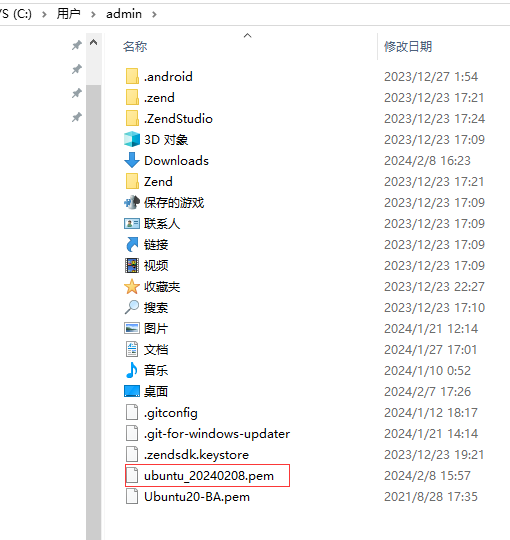 YS (C:) > 用户 > admin >
名称 修改日期
.android 2023/12/27 1:54
.zend 2023/12/23 17:21
.ZendStudio 2023/12/23 17:24
3D 对象 2023/12/23 17:09
Downloads 2024/2/8 16:23
Zend 2023/12/23 17:21
保存的游戏 2023/12/23 17:09
联系人 2023/12/23 17:09
链接 2023/12/23 17:09
视频 2023/12/23 17:09
收藏夹 2023/12/23 22:27
搜索 2023/12/23 17:10
图片 2024/1/21 12:14
文档 2024/1/27 17:01
音乐 2024/1/10 0:52
桌面 2024/2/7 17:26
.gitconfig 2024/1/12 18:17
.git-for-windows-updater 2024/1/21 14:14
.zendsdk.keystore 2023/12/23 19:21
ubuntu_20240208.pem 2024/2/8 15:57
Ubuntu20-BA.pem 2021/8/28 17:35